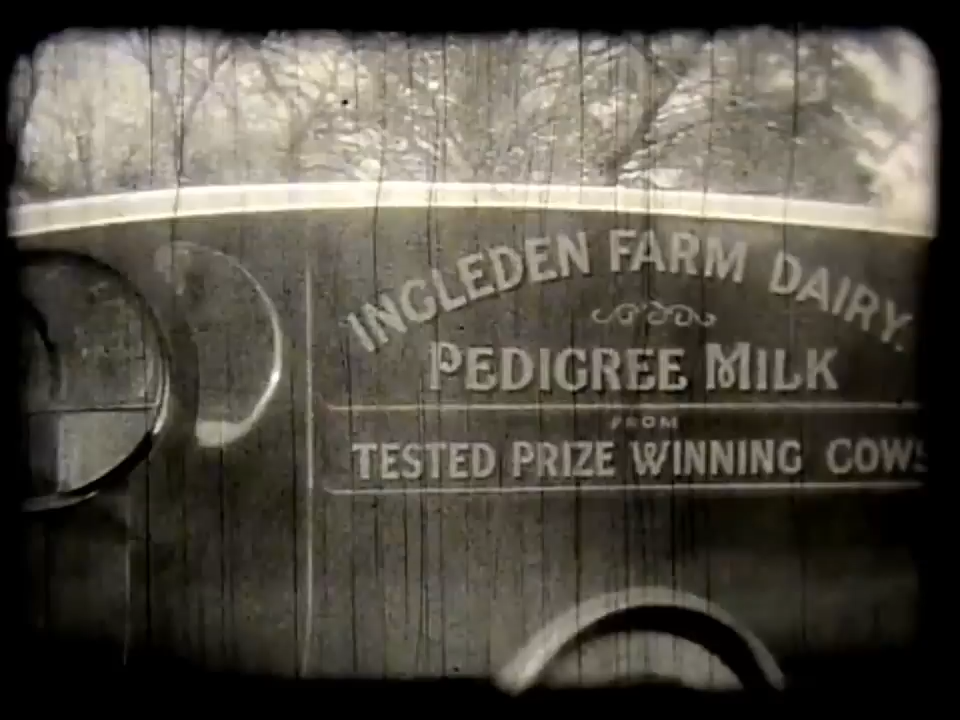 INGLEDEN FARM DAIRY.
PEDIGREE MILK
FROM
TESTED PRIZE WINNING COWS